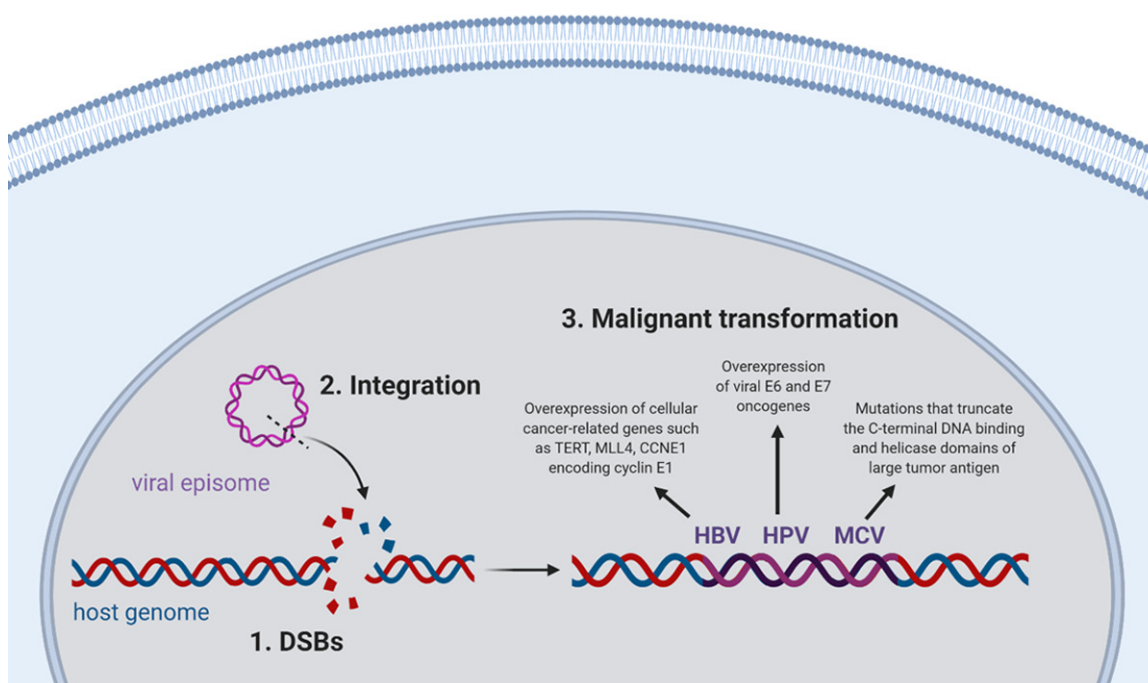 3. Malignant transformation
2. Integration
Overexpression
of viral E6 and E7
oncogenes
Overexpression of cellular
cancer-related genes such
as TERT, MLL4, CCNE1
encoding cyclin E1
Mutations that truncate
the C-terminal DNA binding
and helicase domains of
large tumor antigen
viral episome
HBV HPV MCV
host genome
1. DSBs